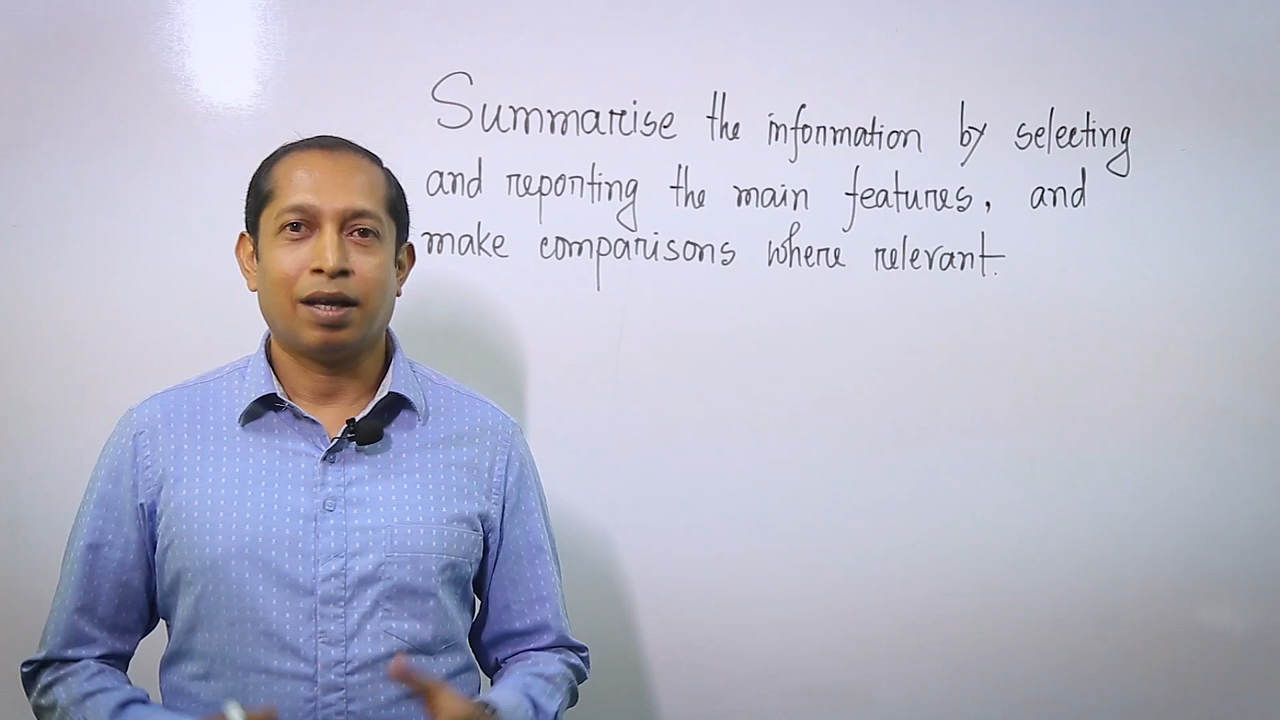 Summarise the information by selecting
and reporting the main features, and
make comparisons where relevant.